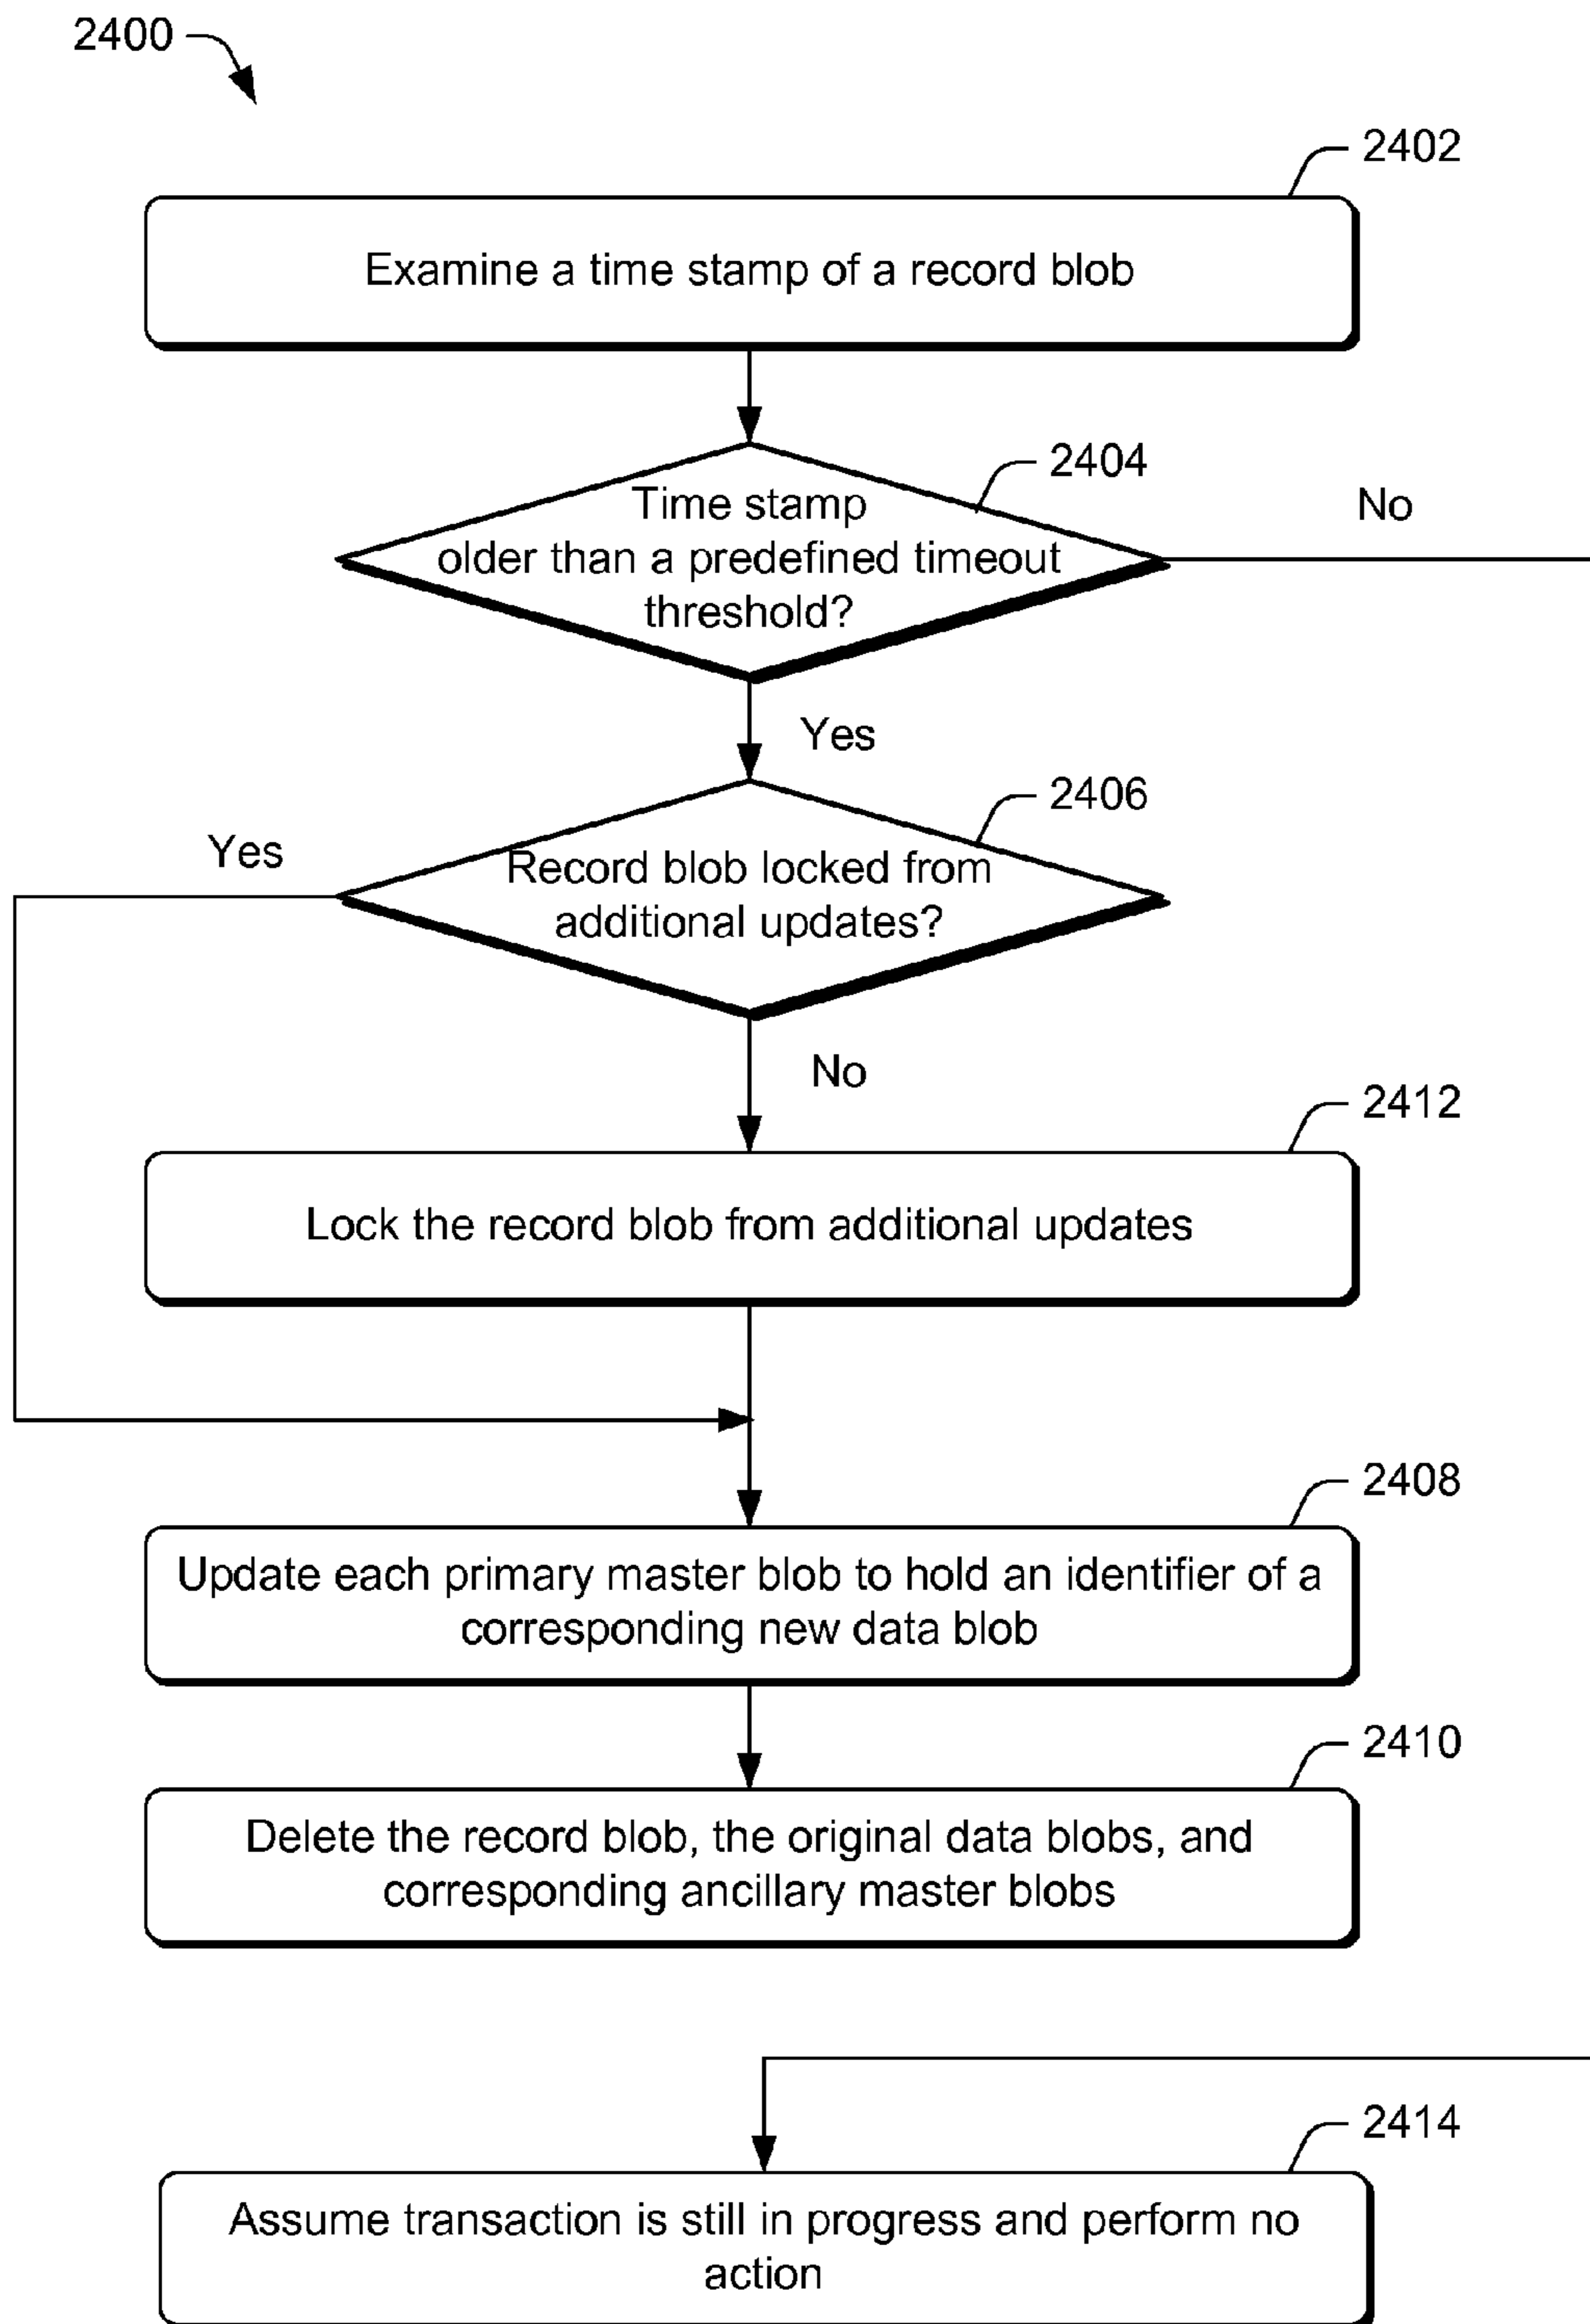 2400
2402
Examine a time stamp of a record blob
2404
Time stamp
older than a predefined timeout
threshold?
No
Yes
2406
Yes
Record blob locked from
additional updates?
No
2412
Lock the record blob from additional updates
2408
Update each primary master blob to hold an identifier of a
corresponding new data blob
2410
Delete the record blob, the original data blobs, and
corresponding ancillary master blobs
2414
Assume transaction is still in progress and perform no
action